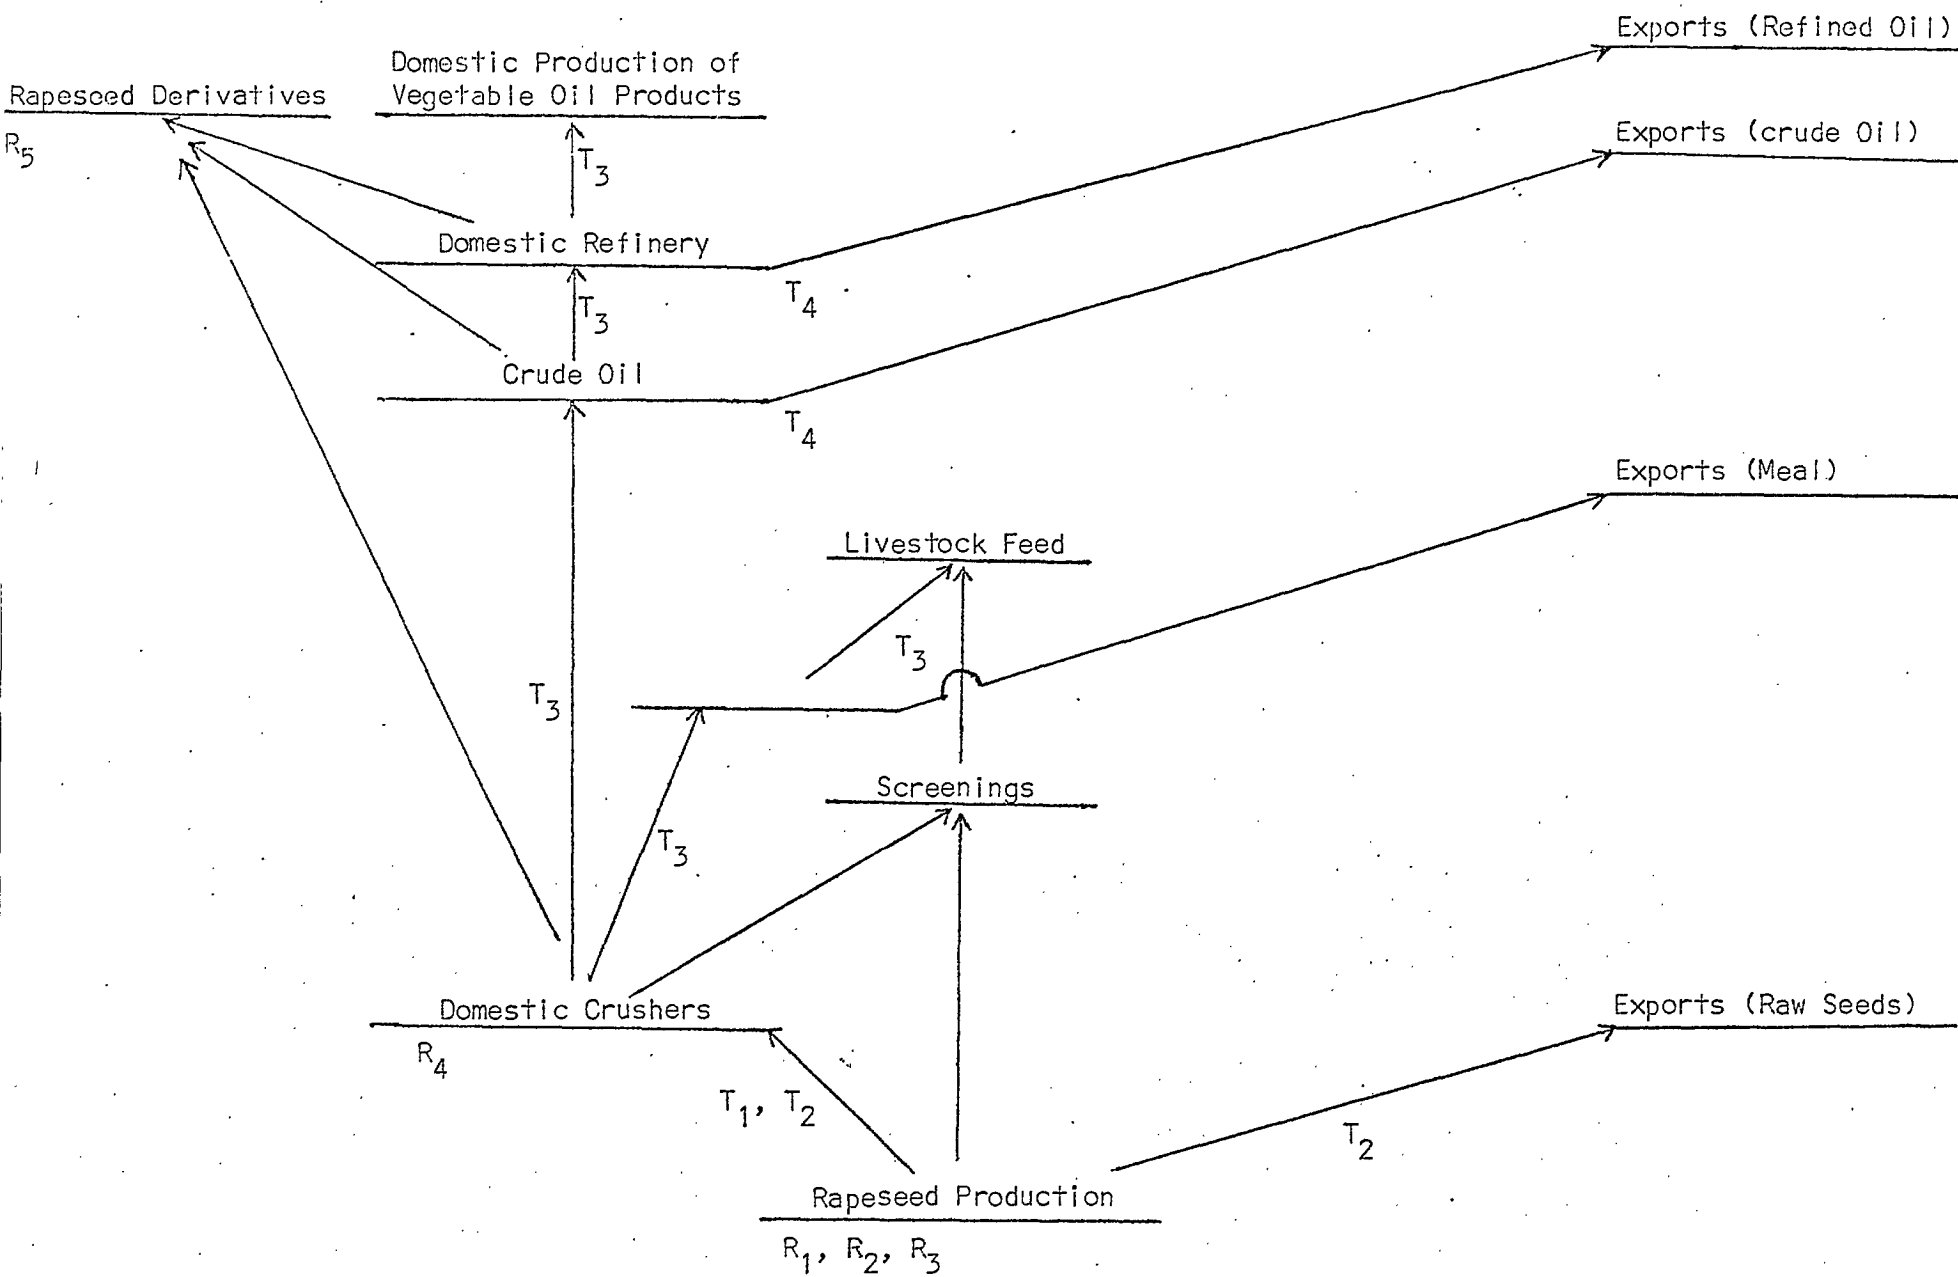 Exports (Refined Oil)
Domestic Production of
Vegetable Oil Products
Rapeseed Derivatives
R5
Exports (crude Oil)
T3
Domestic Refinery
T4
T3
Crude Oil
T4
Exports (Meal)
Livestock Feed
T3
T3
Screenings
T3
Domestic Crushers
R4
Exports (Raw Seeds)
T1, T2
T2
Rapeseed Production
R1, R2, R3